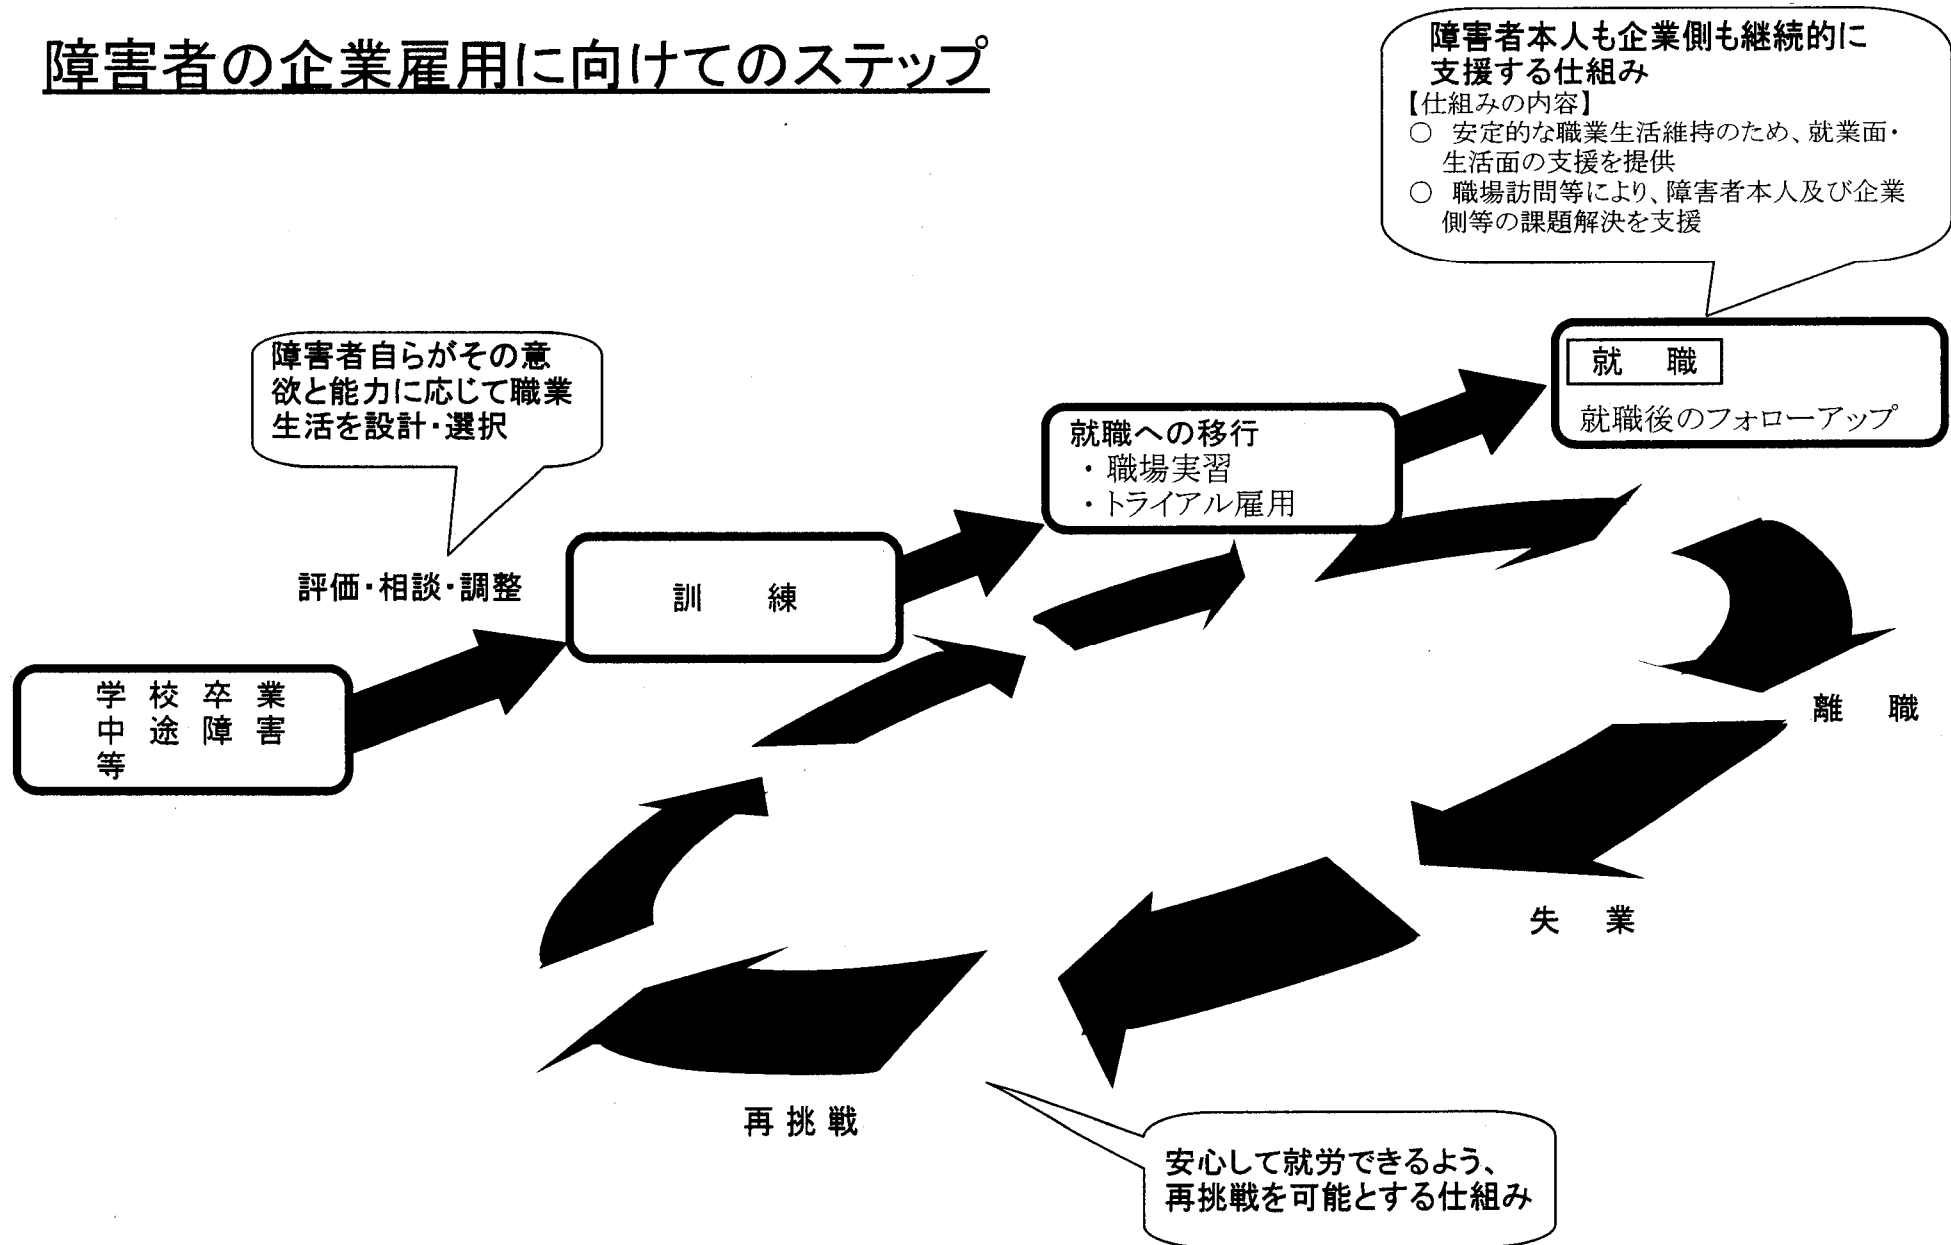 障害者の企業雇用に向けてのステップ
障害者本人も企業側も継続的に
支援する仕組み
【仕組みの内容】
○ 安定的な職業生活維持のため、就業面・
生活面の支援を提供
○ 職場訪問等により、障害者本人及び企業
側等の課題解決を支援
就 職
就職後のフォローアップ
障害者自らがその意
欲と能力に応じて職業
生活を設計・選択
就職への移行
・職場実習
・トライアル雇用
評価・相談・調整
訓 練
学校卒業
中途障害
等
離 職
失 業
再挑戦
安心して就労できるよう、
再挑戦を可能とする仕組み